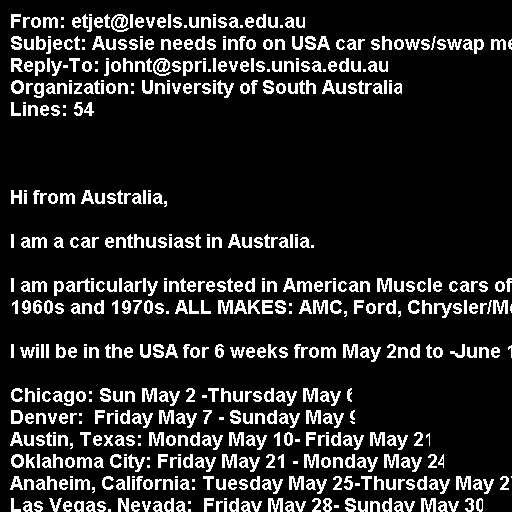 From: etjet@levels.unisa.edu.au
Subject: Aussie needs info on USA car shows/swap me
Reply-To: johnt@spri.levels.unisa.edu.au
Organization: University of South Australia
Lines: 54
Hi from Australia,
I am a car enthusiast in Australia.
I am particularly interested in American Muscle cars of
1960s and 1970s. ALL MAKES: AMC, Ford, Chrysler/Mo
I will be in the USA for 6 weeks from May 2nd to -June 1
Chicago: Sun May 2 -Thursday May 6
Denver:  Friday May 7 - Sunday May 9
Austin, Texas: Monday May 10- Friday May 21
Oklahoma City: Friday May 21 - Monday May 24
Anaheim, California: Tuesday May 25-Thursday May 27
Las Vegas, Nevada:  Friday May 28- Sunday May 30